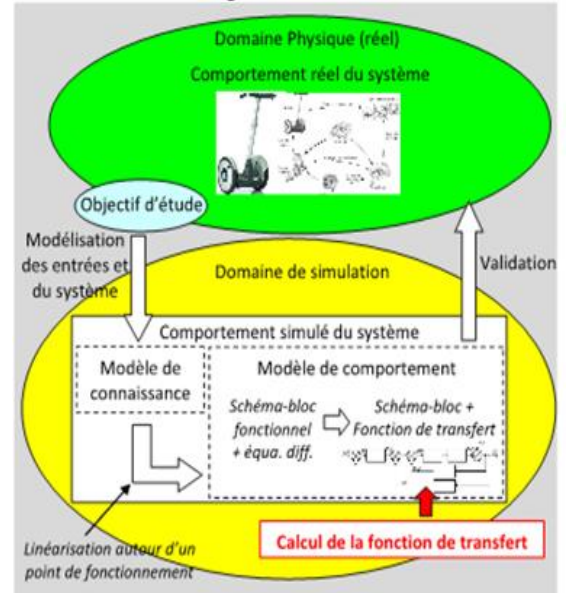 Domaine Physique (réel)
Comportement réel du système
Objectif d'étude
Modélisation
des entrées et
du système
Validation
Domaine de simulation
Comportement simulé du système
Modèle de
connaissance
Modèle de comportement
Schéma-bloc
fonctionnel
+ équa. diff.
Schéma-bloc +
Fonction de transfert
Linéarisation autour d'un
point de fonctionnement
Calcul de la fonction de transfert